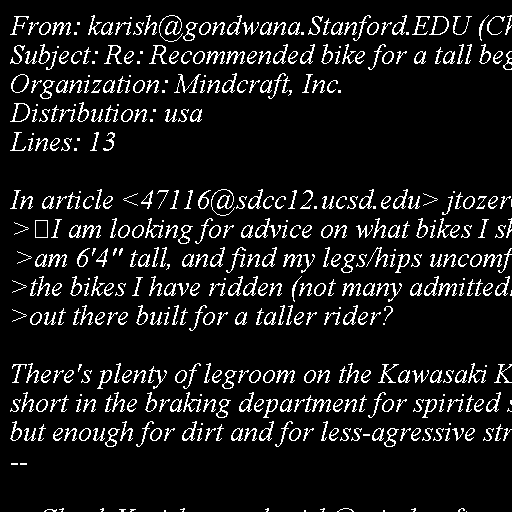 From: karish@gondwana.Stanford.EDU (Ch
Subject: Re: Recommended bike for a tall beg
Organization: Mindcraft, Inc.
Distribution: usa
Lines: 13

In article <47116@sdcc12.ucsd.edu> jtozer
>I am looking for advice on what bikes I sh
>am 6'4" tall, and find my legs/hips uncomf
>the bikes I have ridden (not many admitted
>out there built for a taller rider?

There's plenty of legroom on the Kawasaki K
short in the braking department for spirited s
but enough for dirt and for less-agressive str
--